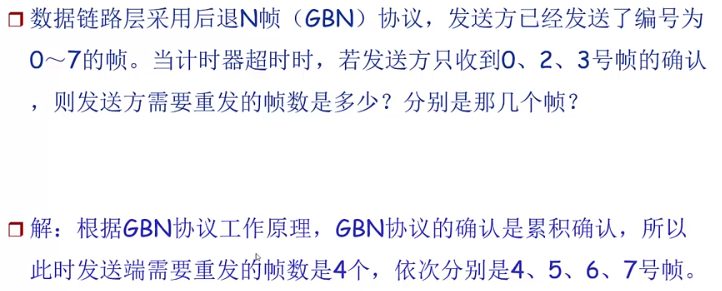 数据链路层采用后退N帧（GBN）协议，发送方已经发送了编号为
0～7的帧。当计时器超时时，若发送方只收到0、2、3号帧的确认
，则发送方需要重发的帧数是多少？分别是那几个帧？
解：根据GBN协议工作原理，GBN协议的确认是累积确认，所以
此时发送端需要重发的帧数是4个，依次分别是4、5、6、7号帧。